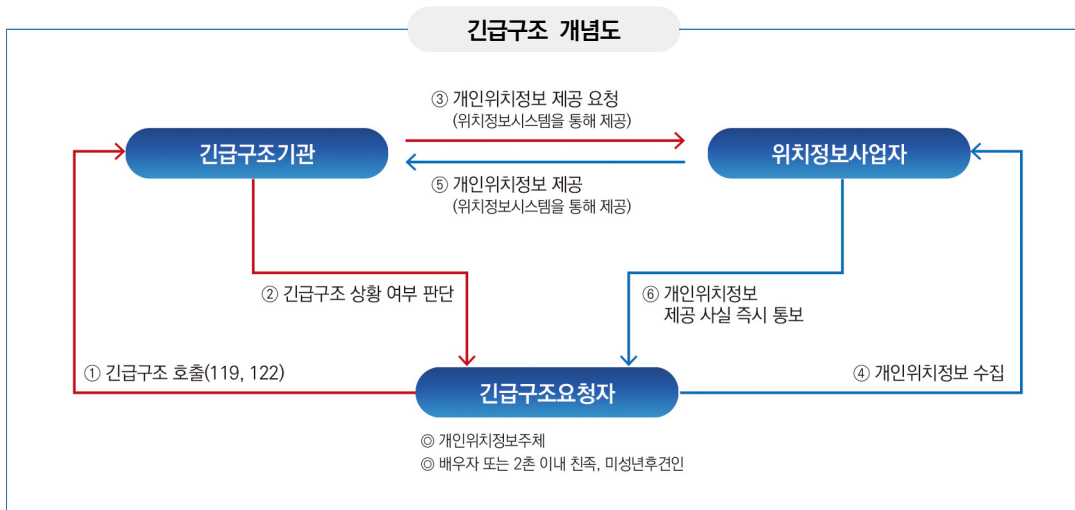 긴급구조 개념도
③ 개인위치정보 제공 요청
(위치정보시스템을 통해 제공)
긴급구조기관
위치정보사업자
⑤ 개인위치정보 제공
(위치정보시스템을 통해 제공)
② 긴급구조 상황 여부 판단
⑥ 개인위치정보
제공 사실 즉시 통보
① 긴급구조 호출(119, 122)
④ 개인위치정보 수집
긴급구조요청자
◎ 개인위치정보주체
◎ 배우자 또는 2촌 이내 친족, 미성년후견인